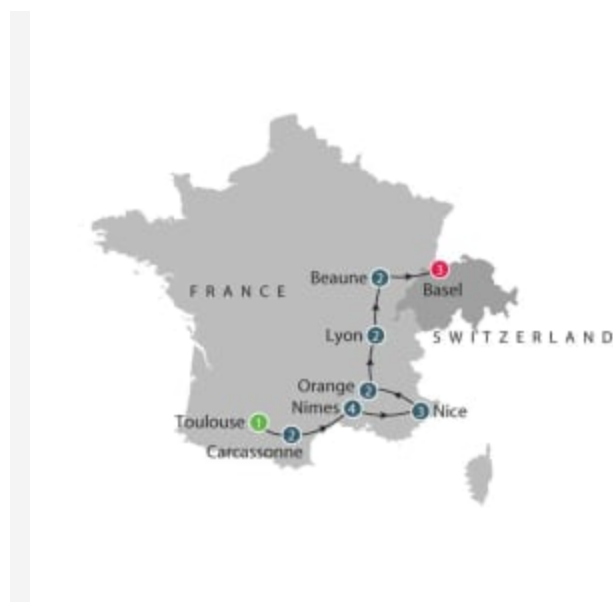 Beaune 2
3
Basel
FRANCE
Lyon 2
SWITZERLAND
Orange 2
Nimes 4
3 Nice
Toulouse 1
2
Carcassonne